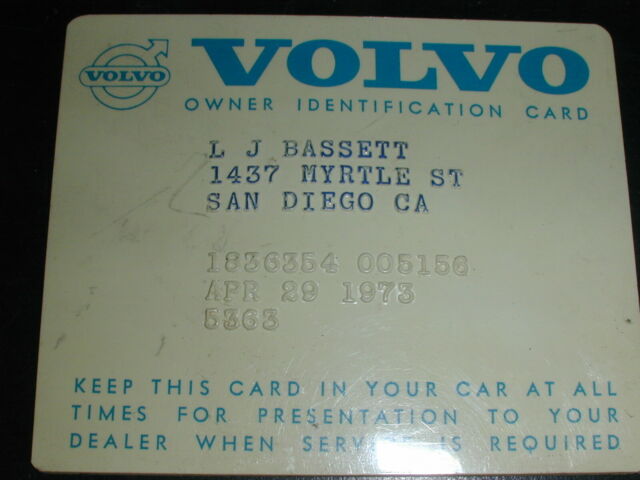 VOLVO
VOLVO
OWNER IDENTIFICATION CARD
L J BASSETT
1437 MYRTLE ST
SAN DIEGO CA
1836354 005156
APR 29 1973
5363
KEEP THIS CARD IN YOUR CAR AT ALL
TIMES FOR PRESENTATION TO YOUR
DEALER WHEN SERVICE IS REQUIRED